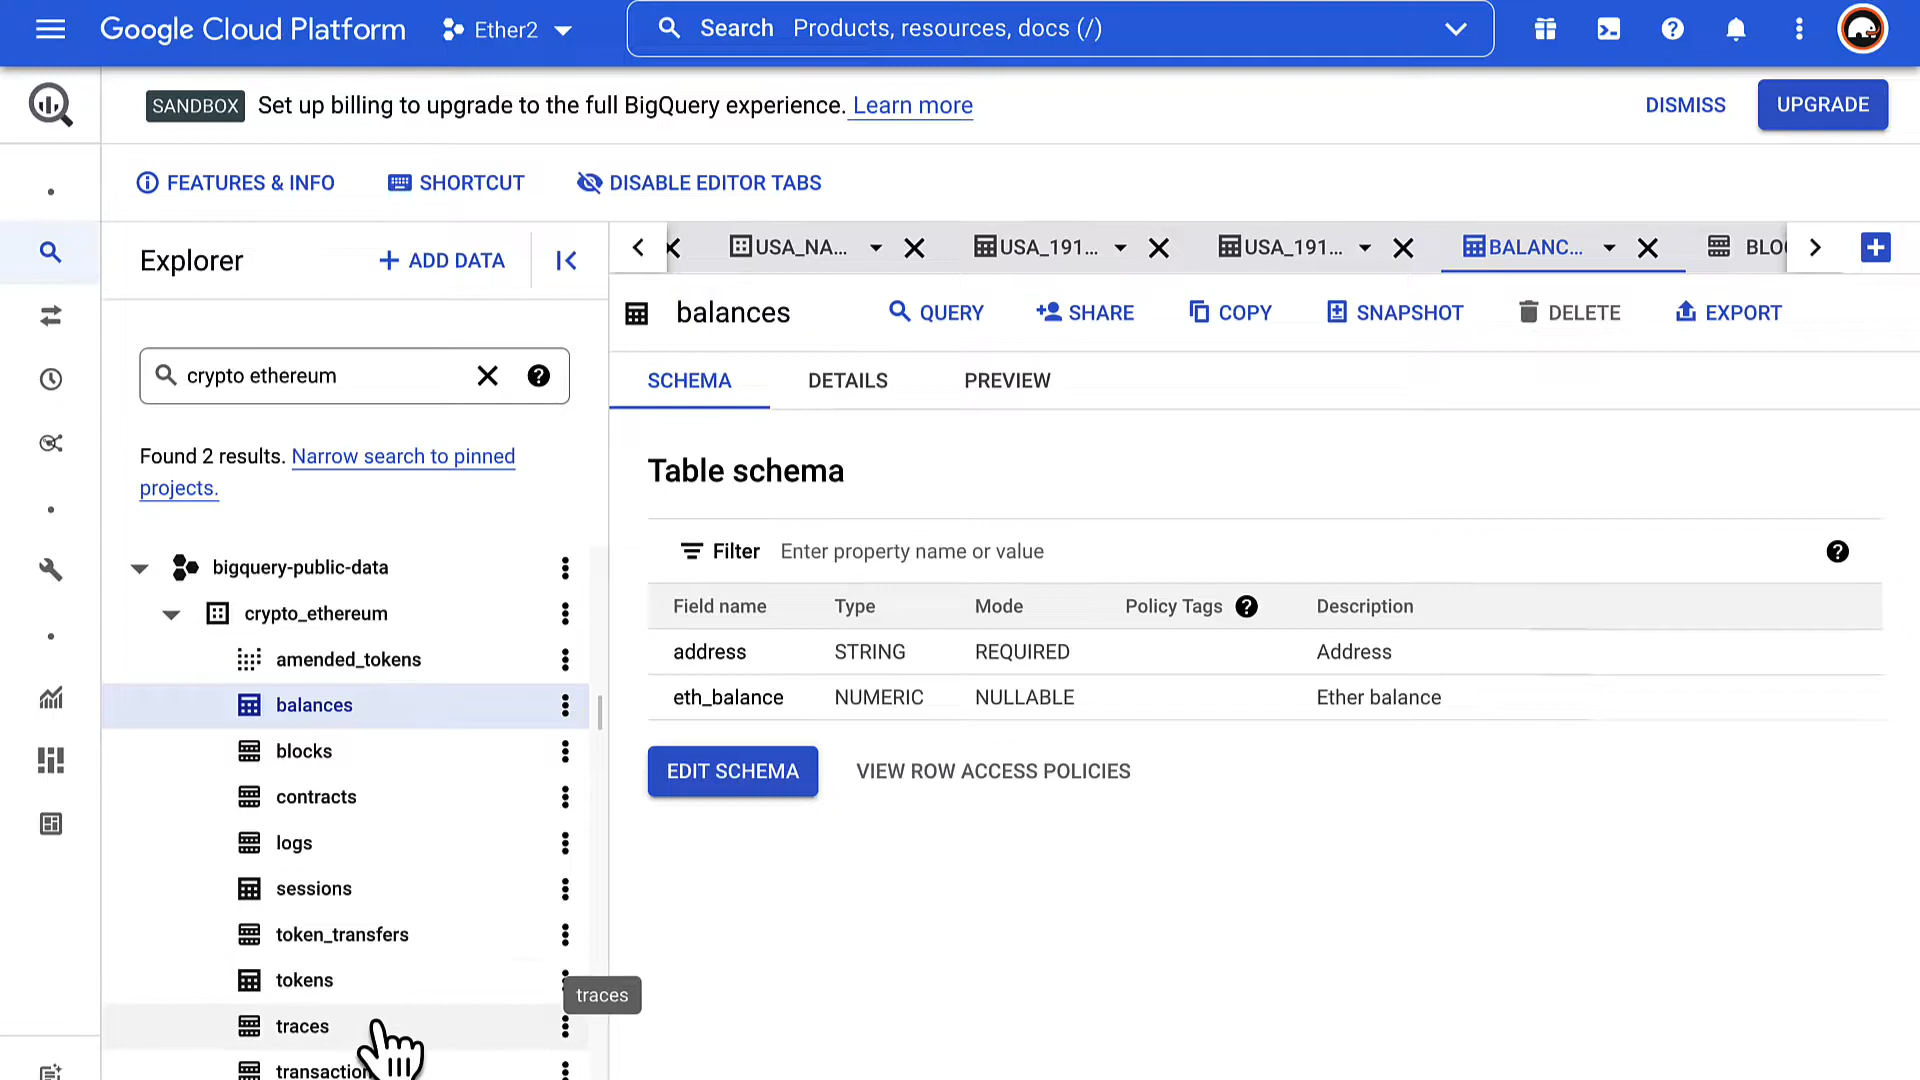 Google Cloud Platform
Ether2
Search Products, resources, docs (/)
SANDBOX
Set up billing to upgrade to the full BigQuery experience. Learn more
DISMISS
UPGRADE
FEATURES & INFO
SHORTCUT
DISABLE EDITOR TABS
Explorer
+ ADD DATA
USA_NA...
USA_191...
USA_191...
BALANC...
BLO
balances
QUERY
SHARE
COPY
SNAPSHOT
DELETE
EXPORT
crypto ethereum
SCHEMA
DETAILS
PREVIEW
Found 2 results. Narrow search to pinned
projects.
Table schema
Filter Enter property name or value
Field name Type Mode Policy Tags Description
address STRING REQUIRED Address
eth_balance NUMERIC NULLABLE Ether balance
EDIT SCHEMA
VIEW ROW ACCESS POLICIES
bigquery-public-data
crypto_ethereum
amended_tokens
balances
blocks
contracts
logs
sessions
token_transfers
tokens
traces
traces
transaction